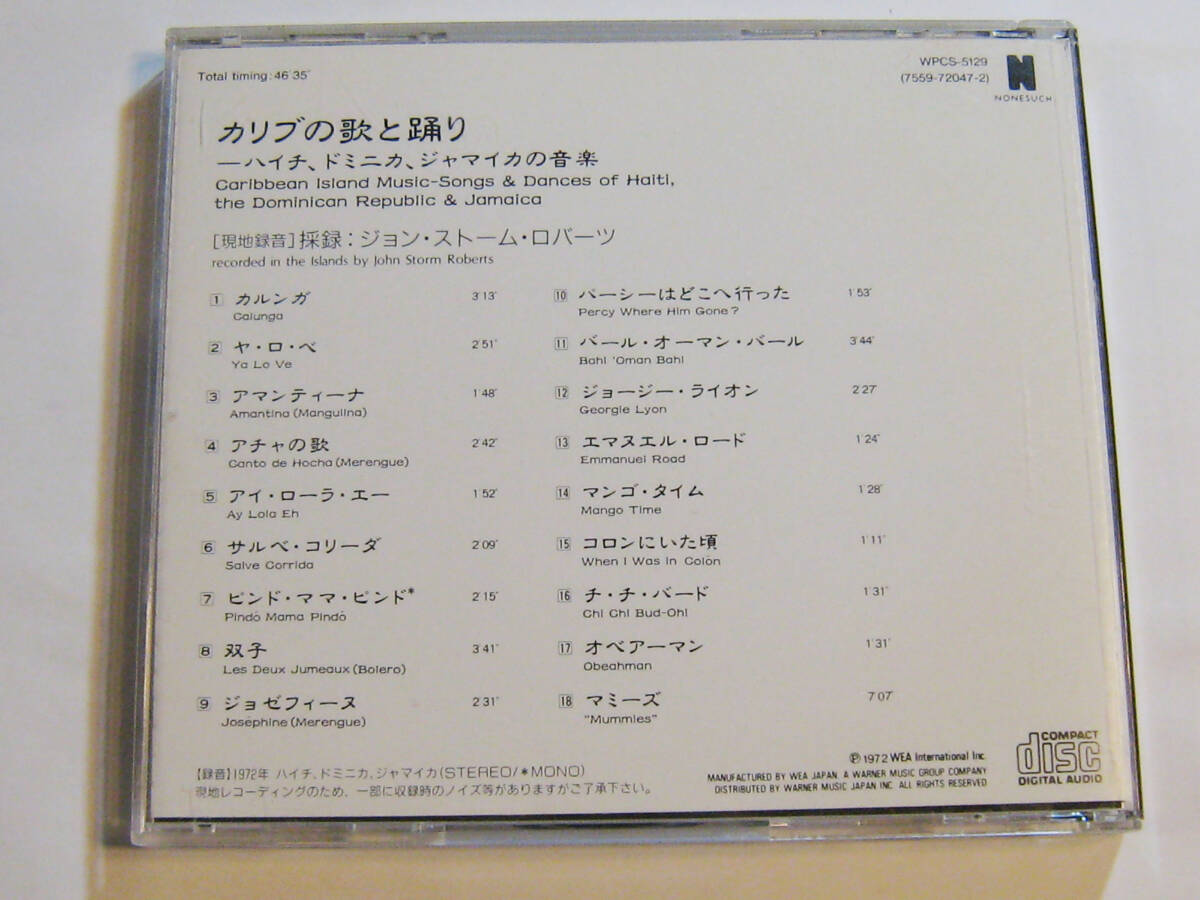 Total timing: 46′35″
WPCS-5129
(7559-72047-2)
N
NONESUCH
カリブの歌と踊り
—ハイチ、ドミニカ、ジャマイカの音楽
Caribbean Island Music-Songs & Dances of Haiti,
the Dominican Republic & Jamaica
[現地録音]採録：ジョン・ストーム・ロバーツ
recorded in the Islands by John Storm Roberts
1 カルンガ 3′13″
Calunga
2 ヤ・ロ・ベ 2′51″
Ya Lo Ve
3 アマンティーナ 1′48″
Amantina (Mangulina)
4 アチャの歌 2′42″
Canto de Hocha (Merengue)
5 アイ・ローラ・エー 1′52″
Ay Lola Eh
6 サルベ・コリーダ 2′09″
Salve Corrida
7 ピンド・ママ・ピンド* 2′15″
Pindó Mama Pindó
8 双子 3′41″
Les Deux Jumeaux (Bolero)
9 ジョゼフィーヌ 2′31″
Joséphine (Merengue)
10 パーシーはどこへ行った 1′53″
Percy Where Him Gone?
11 バール・オーマン・バール 3′44″
Bahl 'Oman Bahl
12 ジョージー・ライオン 2′27″
Georgie Lyon
13 エマヌエル・ロード 1′24″
Emmanuel Road
14 マンゴ・タイム 1′28″
Mango Time
15 コロンにいた頃 1′11″
When I Was in Colón
16 チ・チ・バード 1′31″
Chi Chi Bud-Oh!
17 オベアーマン 1′31″
Obeahman
18 マミーズ 7′07″
"Mummies"
【録音】1972年 ハイチ、ドミニカ、ジャマイカ(STEREO/*MONO)
現地レコーディングのため、一部に収録時のノイズ等がありますがご了承下さい。
Ⓟ1972 WEA International Inc.
MANUFACTURED BY WEA JAPAN. A WARNER MUSIC GROUP COMPANY
DISTRIBUTED BY WARNER MUSIC JAPAN INC. ALL RIGHTS RESERVED
COMPACT
disc
DIGITAL AUDIO